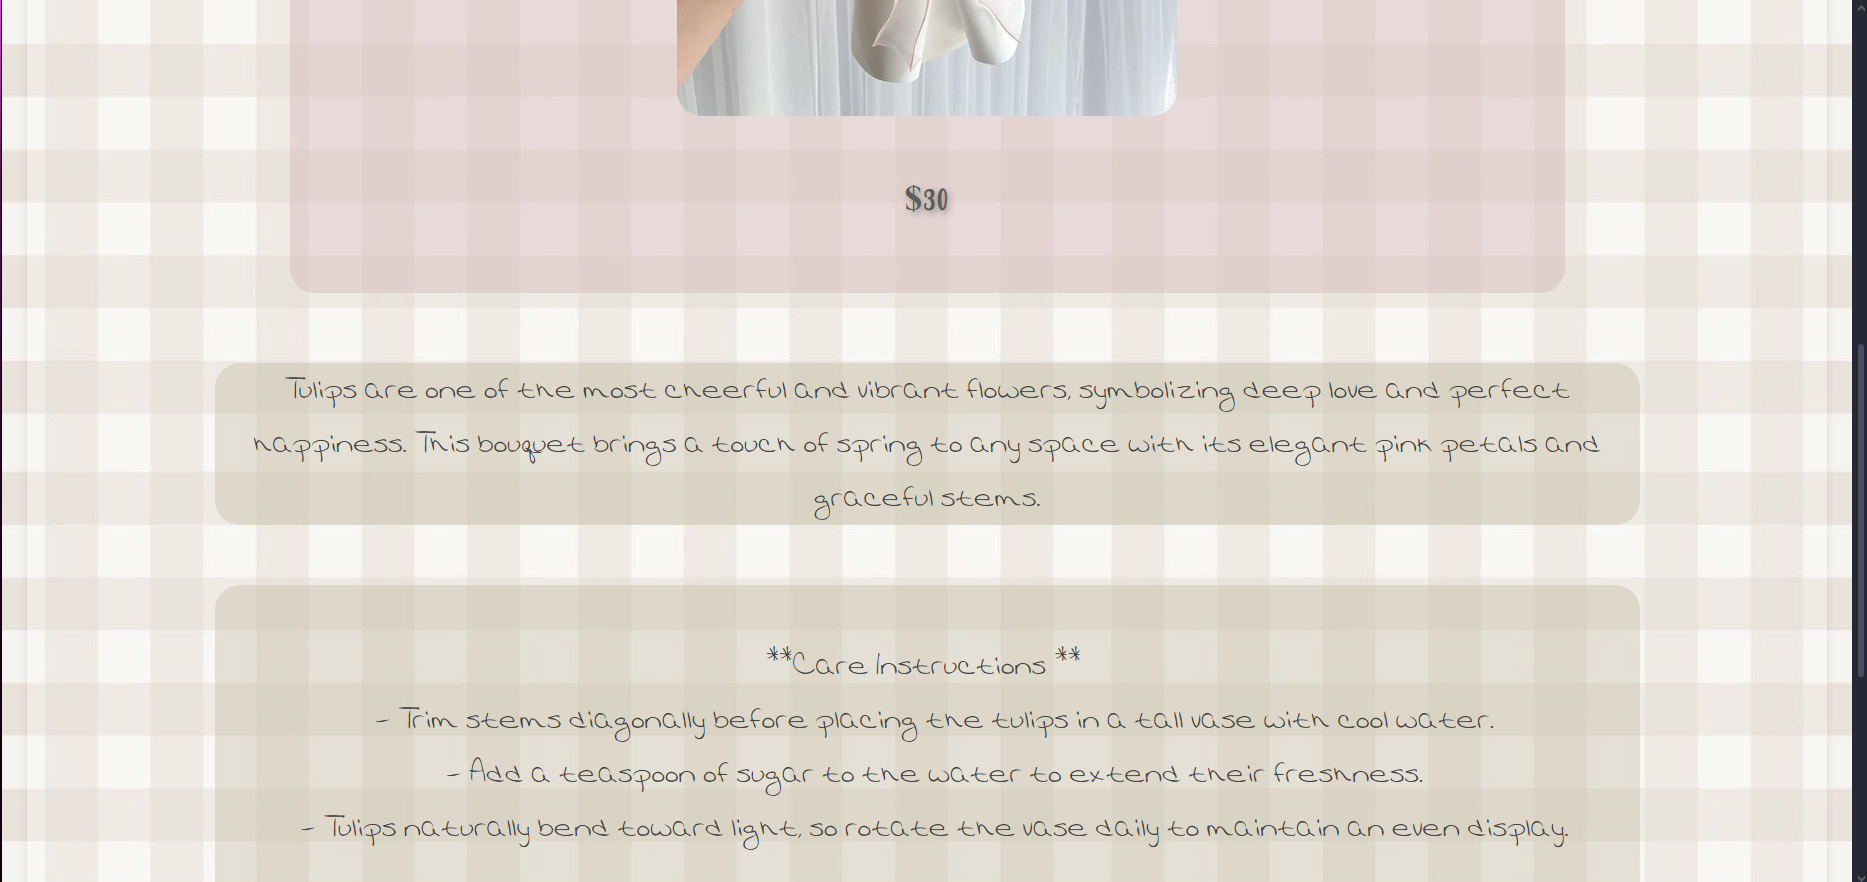 $30
Tulips are one of the most cheerful and vibrant flowers, symbolizing deep love and perfect
happiness. This bouquet brings a touch of spring to any space with its elegant pink petals and
graceful stems.
**Care Instructions **
- Trim stems diagonally before placing the tulips in a tall vase with cool water.
- Add a teaspoon of sugar to the water to extend their freshness.
- Tulips naturally bend toward light, so rotate the vase daily to maintain an even display.